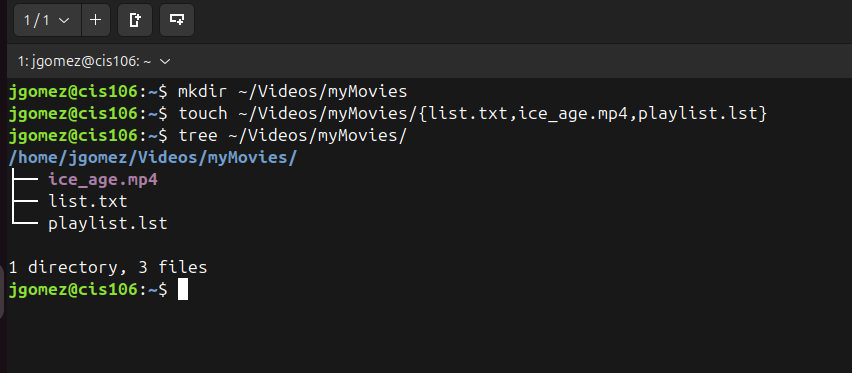 1 / 1
1: jgomez@cis106: ~
jgomez@cis106:~$ mkdir ~/Videos/myMovies
jgomez@cis106:~$ touch ~/Videos/myMovies/{list.txt,ice_age.mp4,playlist.lst}
jgomez@cis106:~$ tree ~/Videos/myMovies/
/home/jgomez/Videos/myMovies/
├── ice_age.mp4
├── list.txt
└── playlist.lst
1 directory, 3 files
jgomez@cis106:~$